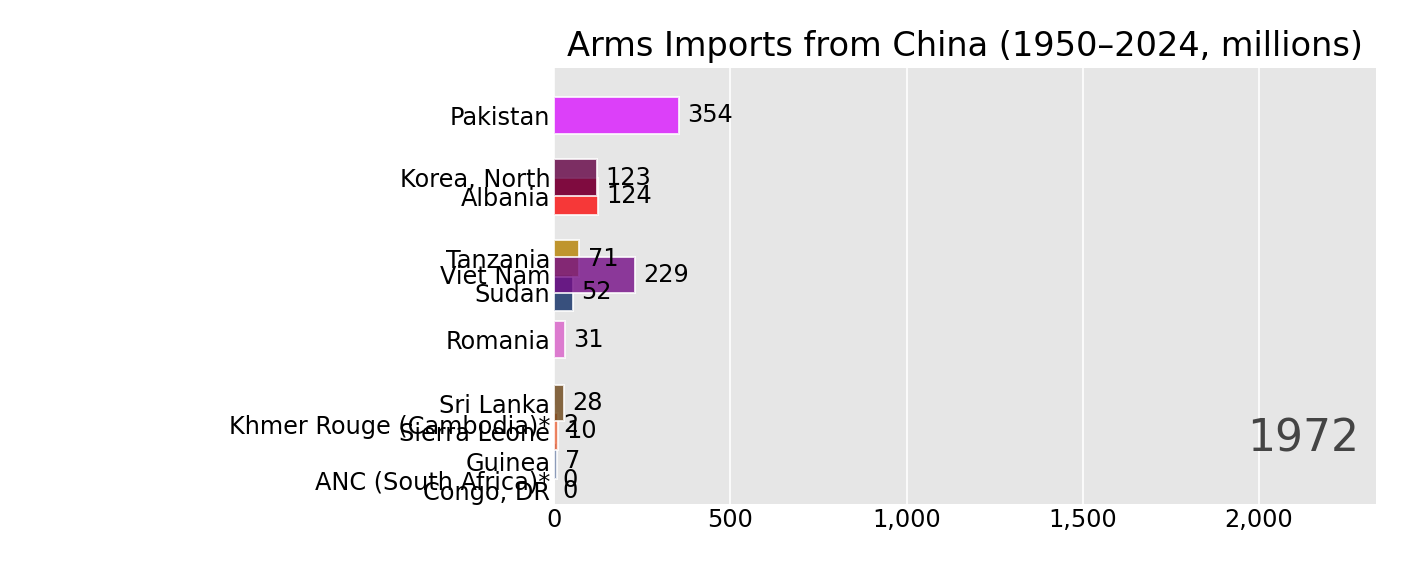 Arms Imports from China (1950–2024, millions)
Pakistan 354
Korea, North 123
Albania 124
Tanzania 71
Viet Nam 229
Sudan 52
Romania 31
Sri Lanka 28
Khmer Rouge (Cambodia)* 2
Sierra Leone 10
1972
Guinea 7
ANC (South Africa)* 0
Congo, DR 0
0 500 1,000 1,500 2,000